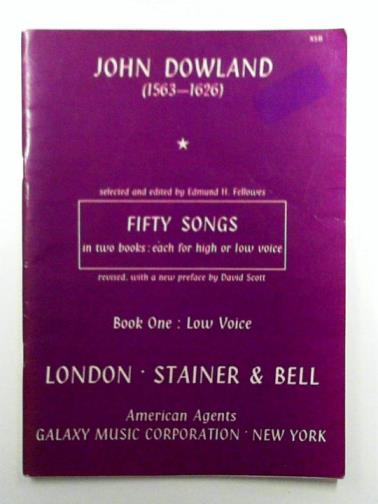 JOHN DOWLAND
(1563—1626)
selected and edited by Edmund H. Fellowes
FIFTY SONGS
in two books : each for high or low voice
revised, with a new preface by David Scott
Book One : Low Voice
LONDON · STAINER & BELL
American Agents
GALAXY MUSIC CORPORATION · NEW YORK